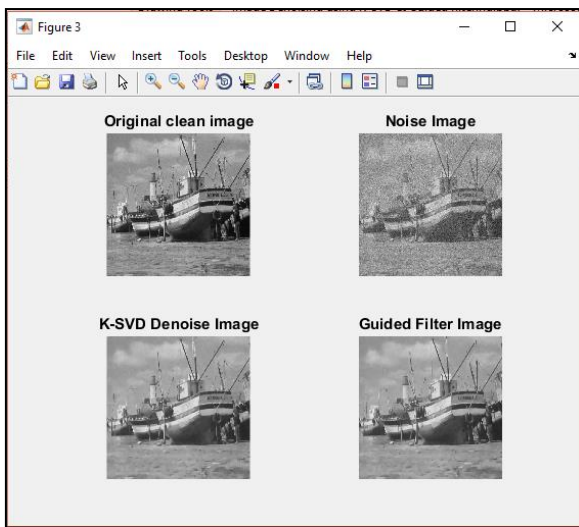 Figure 3
File Edit View Insert Tools Desktop Window Help
Original clean image
Noise Image
K-SVD Denoise Image
Guided Filter Image